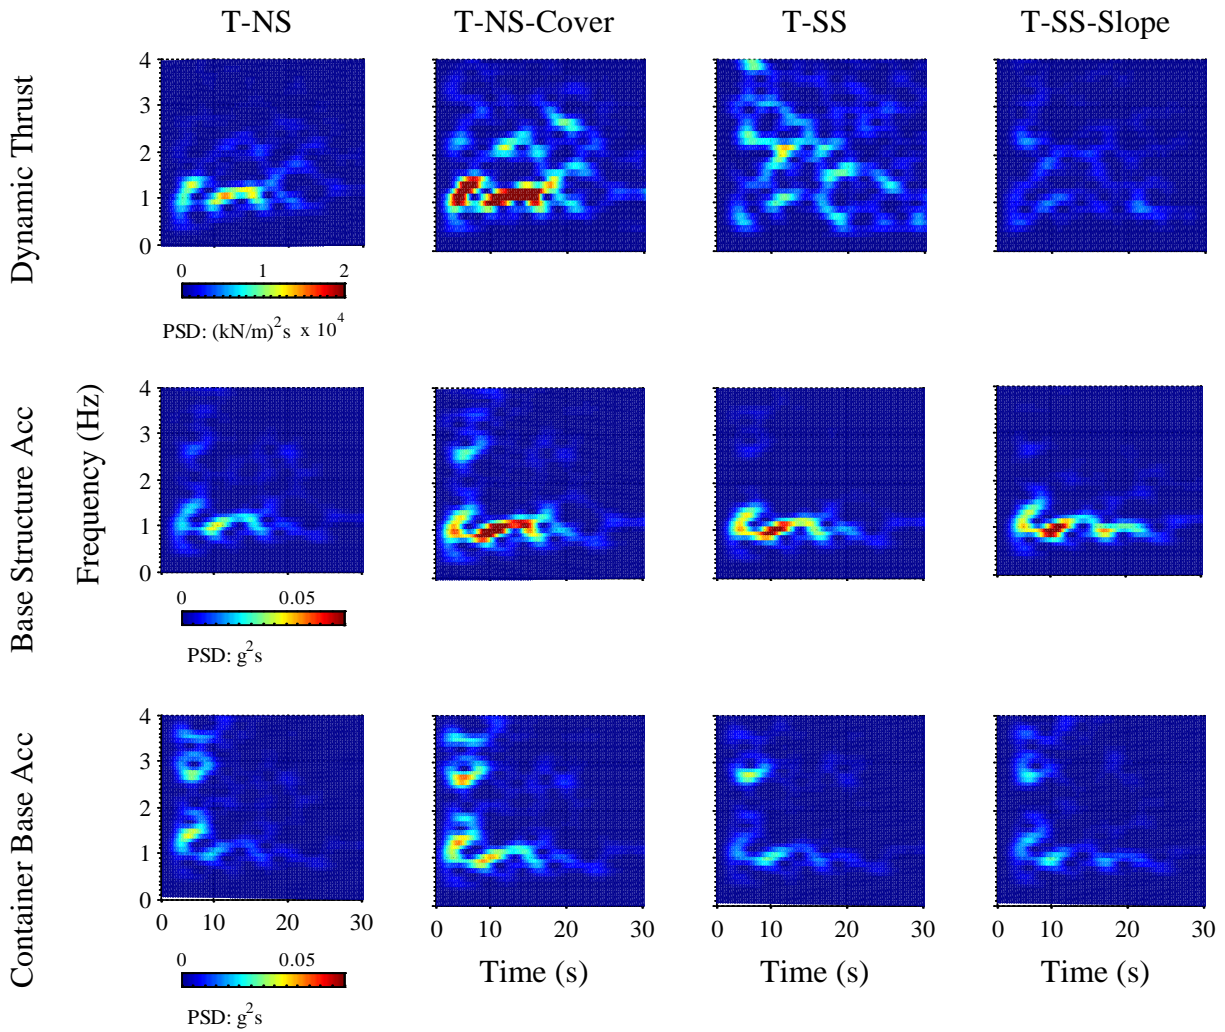 T-NS T-NS-Cover T-SS T-SS-Slope
Dynamic Thrust
4
3
2
1
0
0 1 2
PSD: (kN/m)2s x 104
Base Structure Acc
Frequency (Hz)
4
3
2
1
0
0 0.05
PSD: g2s
Container Base Acc
4
3
2
1
0
0 10 20 30
0 10 20 30
0 10 20 30
0 10 20 30
Time (s) Time (s) Time (s)
0 0.05
PSD: g2s